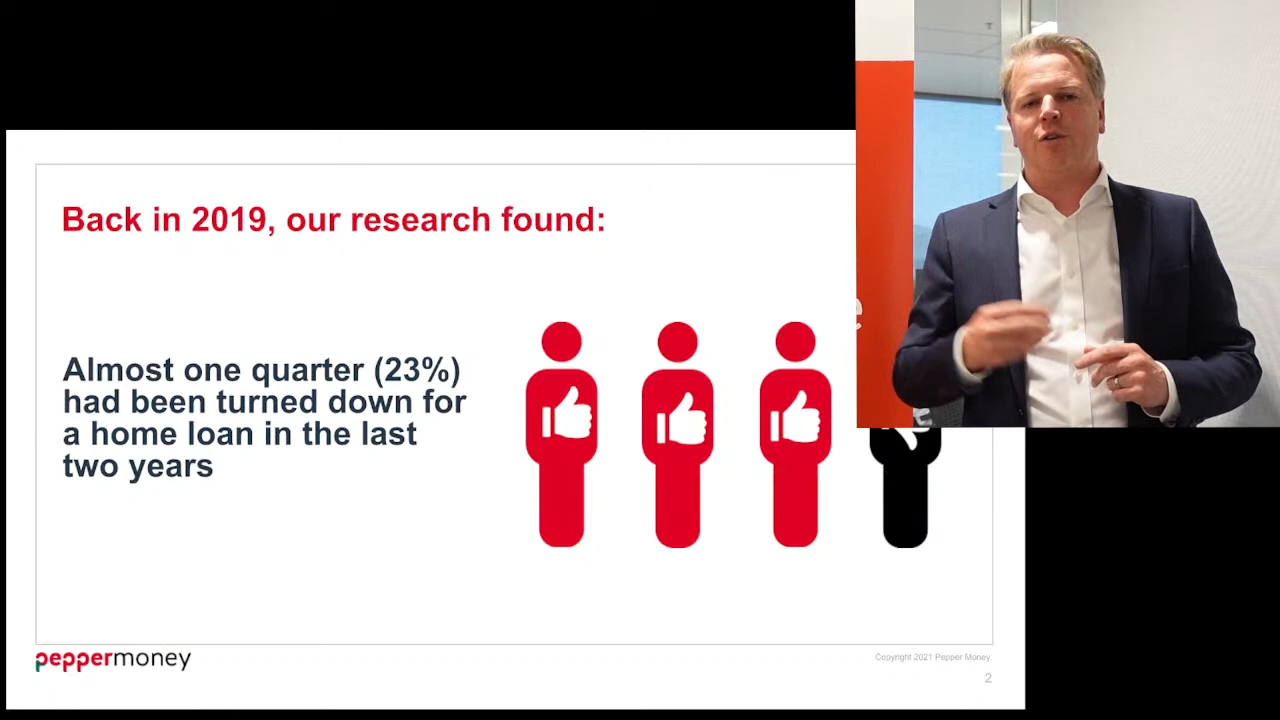 Back in 2019, our research found:
Almost one quarter (23%)
had been turned down for
a home loan in the last
two years
peppermoney
Copyright 2021 Pepper Money.
2